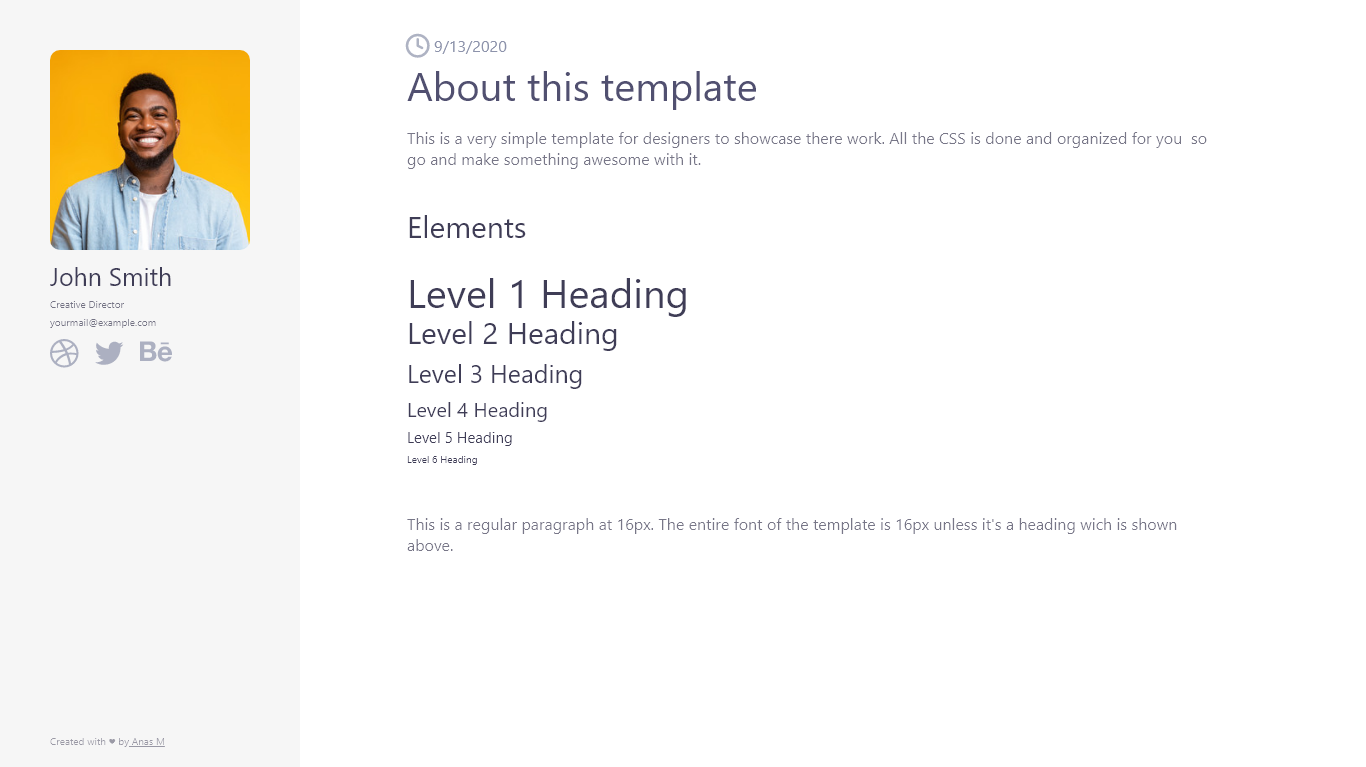 John Smith
Creative Director
yourmail@example.com
Bē
Created with ♥ by Anas M
9/13/2020
About this template
This is a very simple template for designers to showcase there work. All the CSS is done and organized for you  so
go and make something awesome with it.
Elements
Level 1 Heading
Level 2 Heading
Level 3 Heading
Level 4 Heading
Level 5 Heading
Level 6 Heading
This is a regular paragraph at 16px. The entire font of the template is 16px unless it's a heading wich is shown
above.